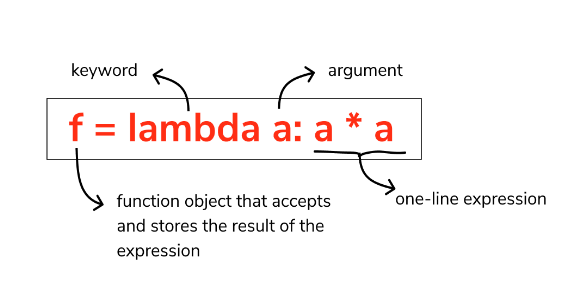 keyword
argument
f = lambda a: a * a
function object that accepts
and stores the result of the
expression
one-line expression